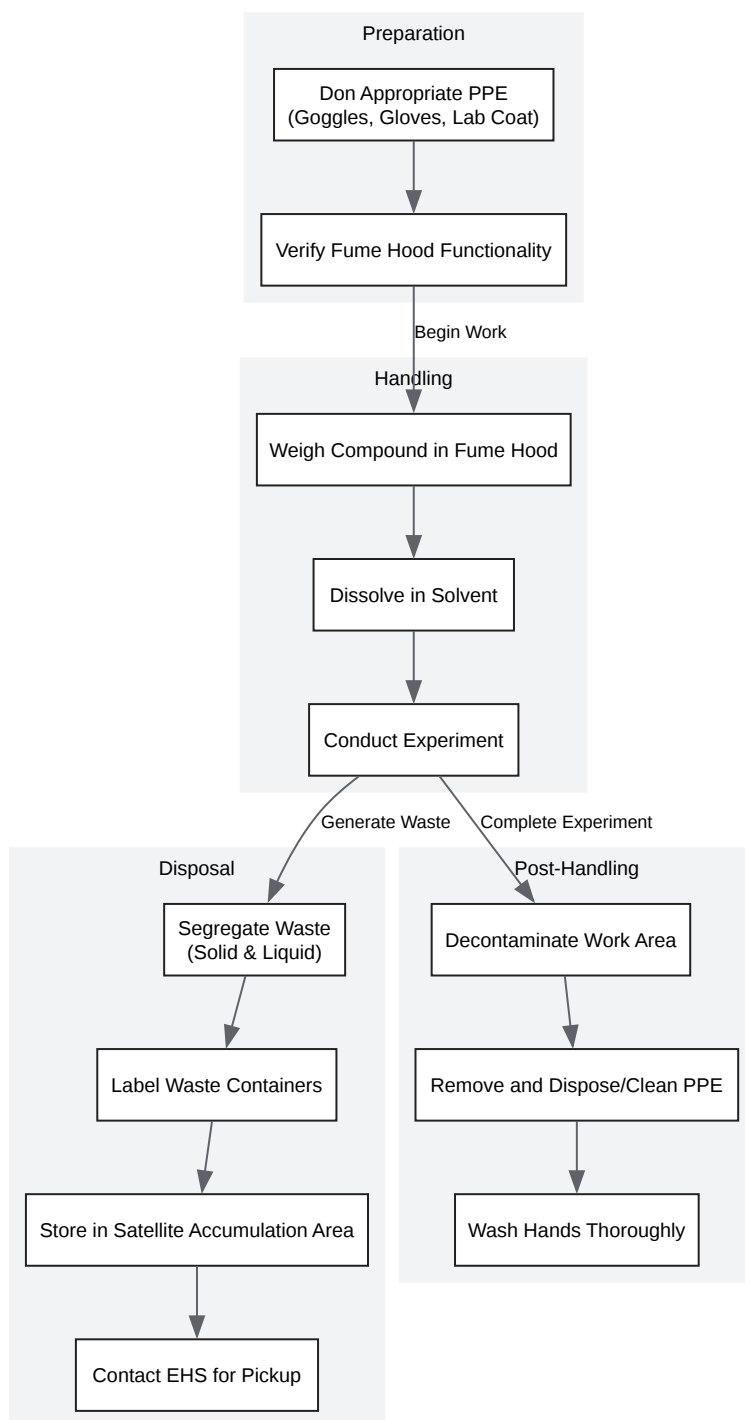 Preparation
Don Appropriate PPE
(Goggles, Gloves, Lab Coat)
Verify Fume Hood Functionality
Begin Work
Handling
Weigh Compound in Fume Hood
Dissolve in Solvent
Conduct Experiment
Generate Waste
Complete Experiment
Disposal
Segregate Waste
(Solid & Liquid)
Label Waste Containers
Store in Satellite Accumulation Area
Contact EHS for Pickup
Post-Handling
Decontaminate Work Area
Remove and Dispose/Clean PPE
Wash Hands Thoroughly